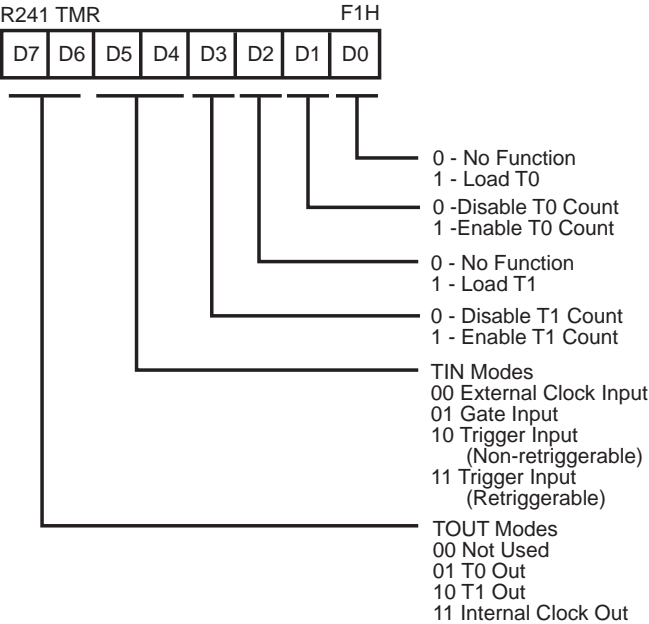 R241 TMR F1H
D7 D6 D5 D4 D3 D2 D1 D0
0 - No Function
1 - Load T0
0 -Disable T0 Count
1 -Enable T0 Count
0 - No Function
1 - Load T1
0 - Disable T1 Count
1 - Enable T1 Count
TIN Modes
00 External Clock Input
01 Gate Input
10 Trigger Input
(Non-retriggerable)
11 Trigger Input
(Retriggerable)
TOUT Modes
00 Not Used
01 T0 Out
10 T1 Out
11 Internal Clock Out